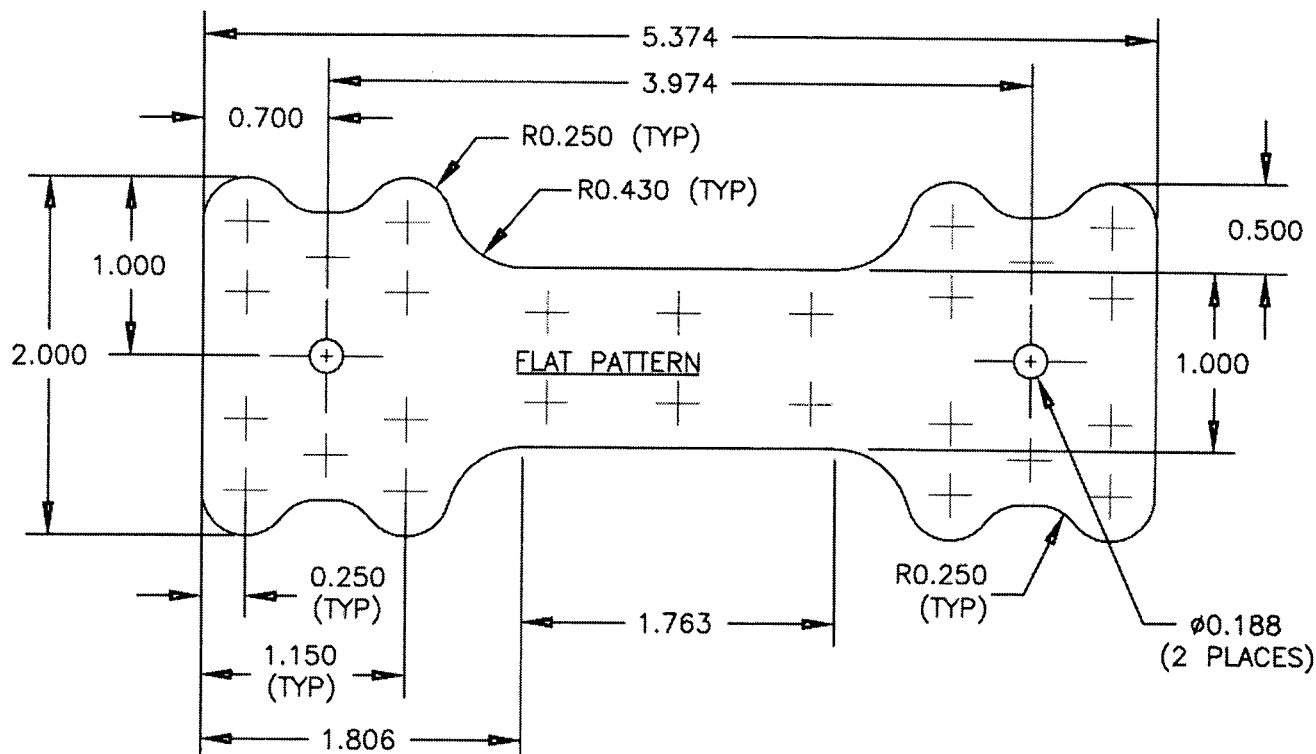 5.374
3.974
0.700
R0.250 (TYP)
R0.430 (TYP)
0.500
1.000
2.000
FLAT PATTERN
1.000
0.250
(TYP)
R0.250
(TYP)
1.763
ø0.188
(2 PLACES)
1.150
(TYP)
1.806